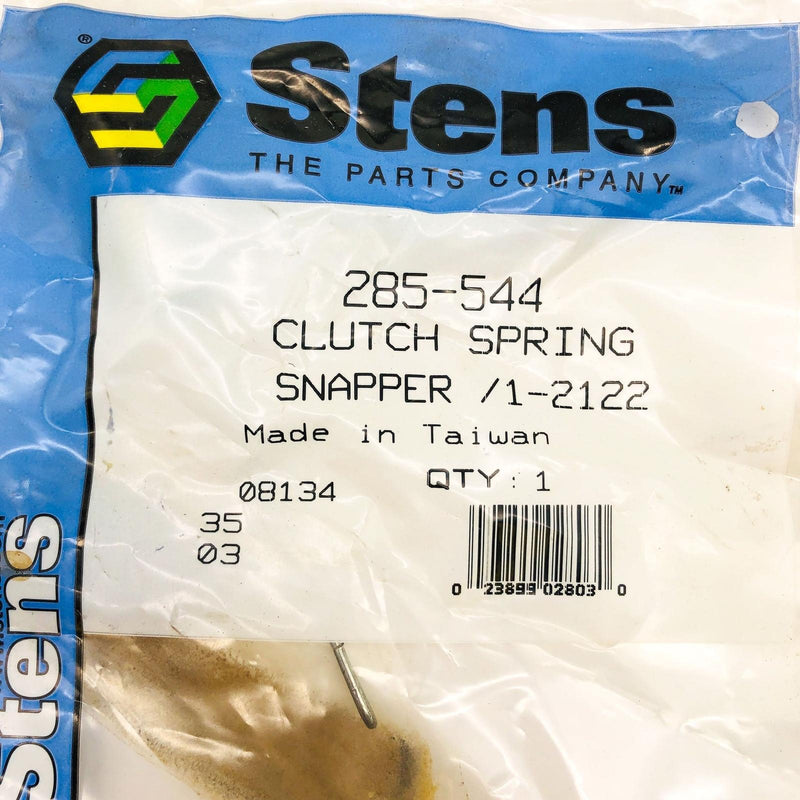 ®
Stens
THE PARTS COMPANY™
285-544
CLUTCH SPRING
SNAPPER /1-2122
Made in Taiwan
08134
QTY: 1
35
03
0 23899 02803 0
Stens